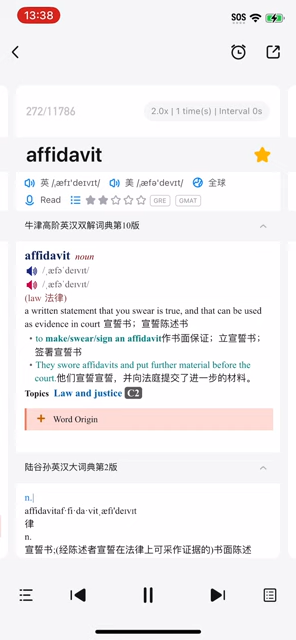 13:38
SOS
272/11786
2.0x | 1 time(s) | Interval 0s
affidavit
英 /ˌæfɪ'deɪvɪt/ 美 /ˌæfə'deɪvɪt/ 全球
Read GRE GMAT
牛津高阶英汉双解词典第10版
affidavit noun
/ˌæfəˈdeɪvɪt/
/ˌæfəˈdeɪvɪt/
(law 法律)
a written statement that you swear is true, and that can be used
as evidence in court 宣誓书；宣誓陈述书
• to make/swear/sign an affidavit作书面保证；立宣誓书；
签署宣誓书
• They swore affidavits and put further material before the
court.他们宣誓宣誓，并向法庭提交了进一步的材料。
Topics Law and justice C2
+ Word Origin
陆谷孙英汉大词典第2版
n.|
affidavitaf·fi·da·vitˌæfɪ'deɪvɪt
律
n.
宣誓书;(经陈述者宣誓在法律上可采作证据的)书面陈述